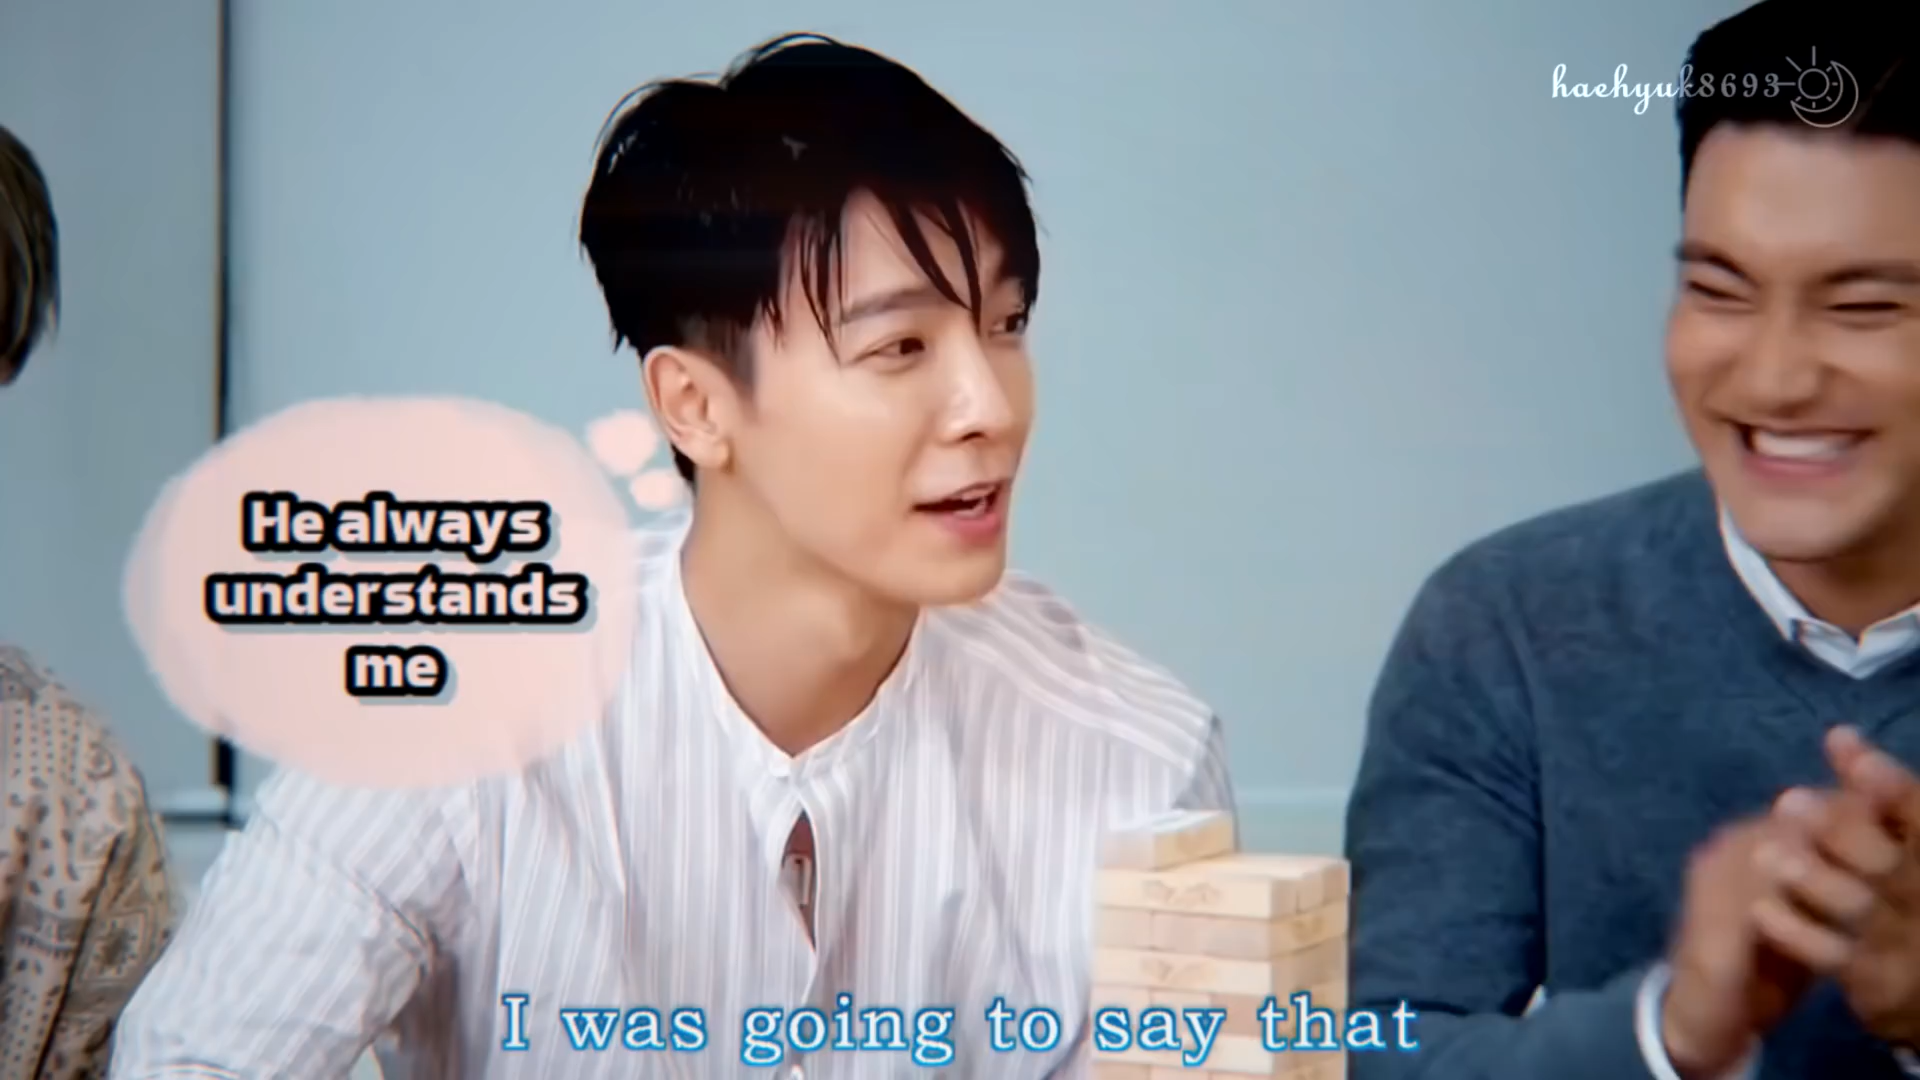 haehyuk8693
He always
understands
me
I was going to say that